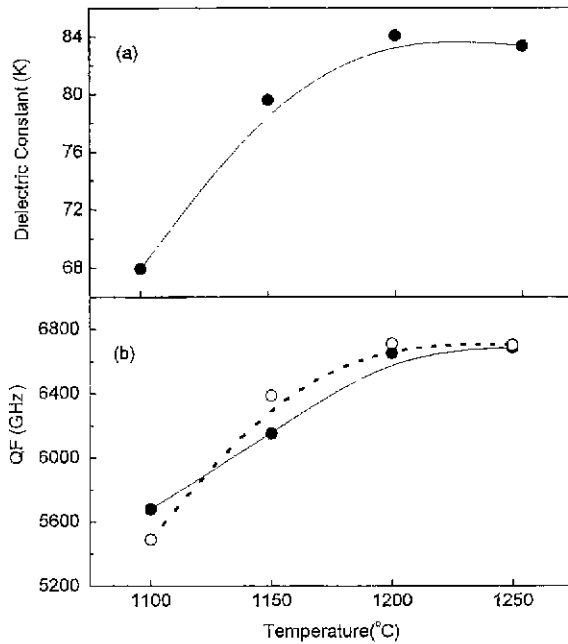 84
(a)
80
76
72
68
Dielectric Constant (K)
6800
(b)
6400
6000
5600
5200
QF (GHz)
1100 1150 1200 1250
Temperature(°C)